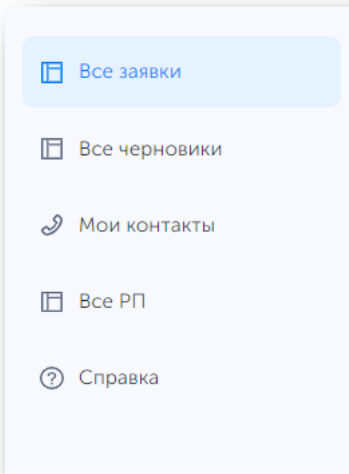 Все заявки
Все черновики
Мои контакты
Все РП
Справка